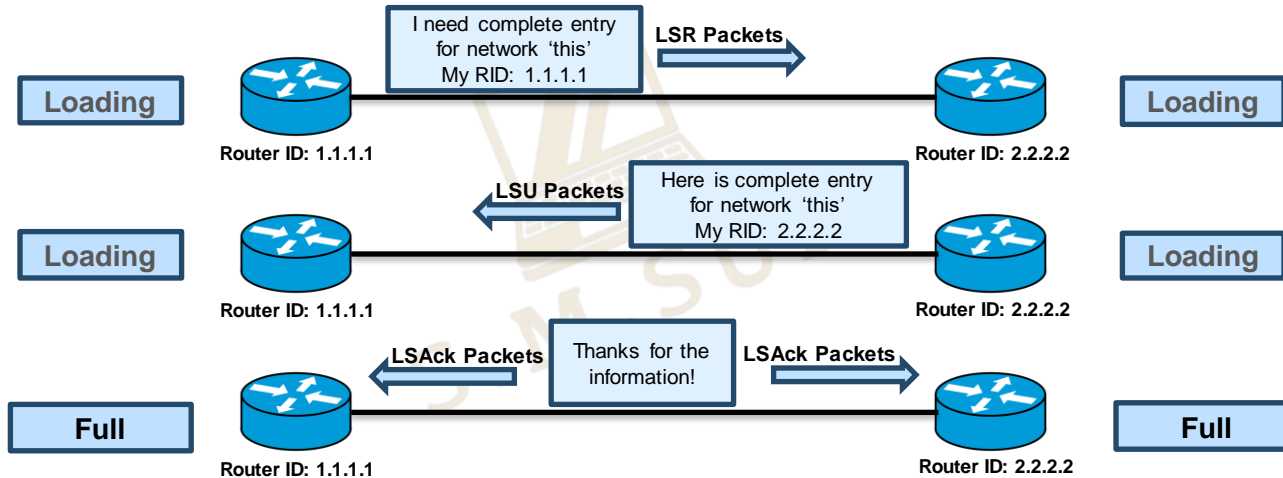 I need complete entry
for network ‘this’
My RID: 1.1.1.1
LSR Packets
Loading
Loading
Router ID: 1.1.1.1
Router ID: 2.2.2.2
LSU Packets
Here is complete entry
for network ‘this’
My RID: 2.2.2.2
Loading
Loading
Router ID: 1.1.1.1
Router ID: 2.2.2.2
LSAck Packets
Thanks for the
information!
LSAck Packets
Full
Full
Router ID: 1.1.1.1
Router ID: 2.2.2.2